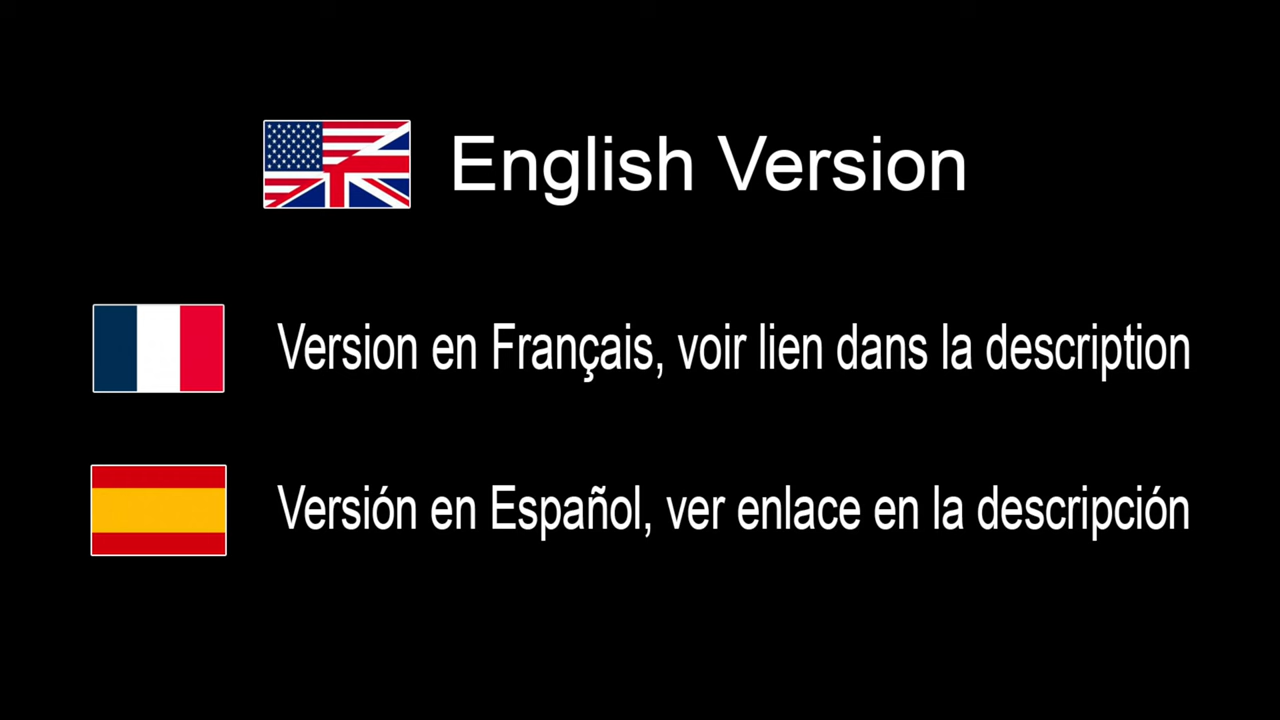 English Version
Version en Français, voir lien dans la description
Versión en Español, ver enlace en la descripción